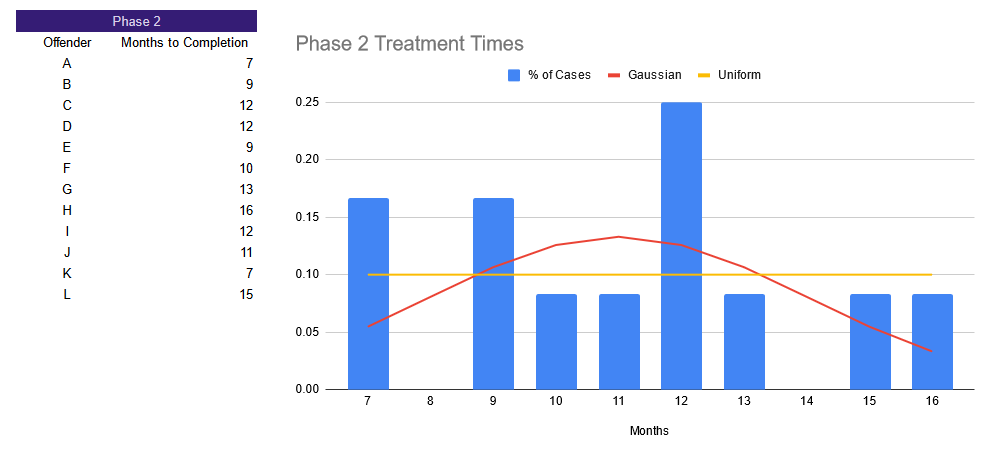 Phase 2
Offender Months to Completion
A 7
B 9
C 12
D 12
E 9
F 10
G 13
H 16
I 12
J 11
K 7
L 15
Phase 2 Treatment Times
% of Cases Gaussian Uniform
0.25
0.20
0.15
0.10
0.05
0.00
7 8 9 10 11 12 13 14 15 16
Months